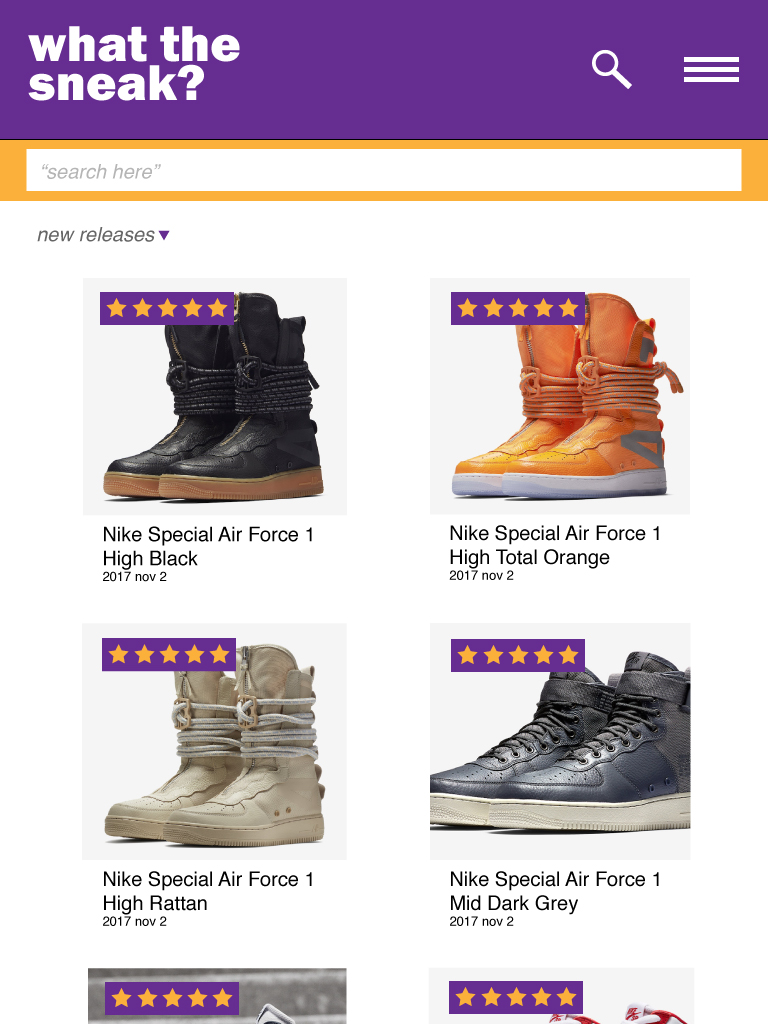 what the
sneak?
“search here”
new releases
Nike Special Air Force 1
High Black
2017 nov 2
Nike Special Air Force 1
High Total Orange
2017 nov 2
Nike Special Air Force 1
High Rattan
2017 nov 2
Nike Special Air Force 1
Mid Dark Grey
2017 nov 2